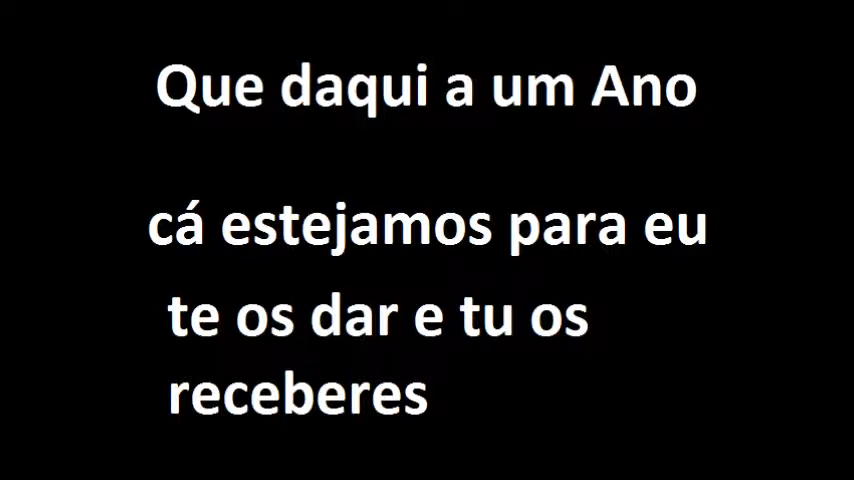 Que daqui a um Ano
cá estejamos para eu
te os dar e tu os
receberes